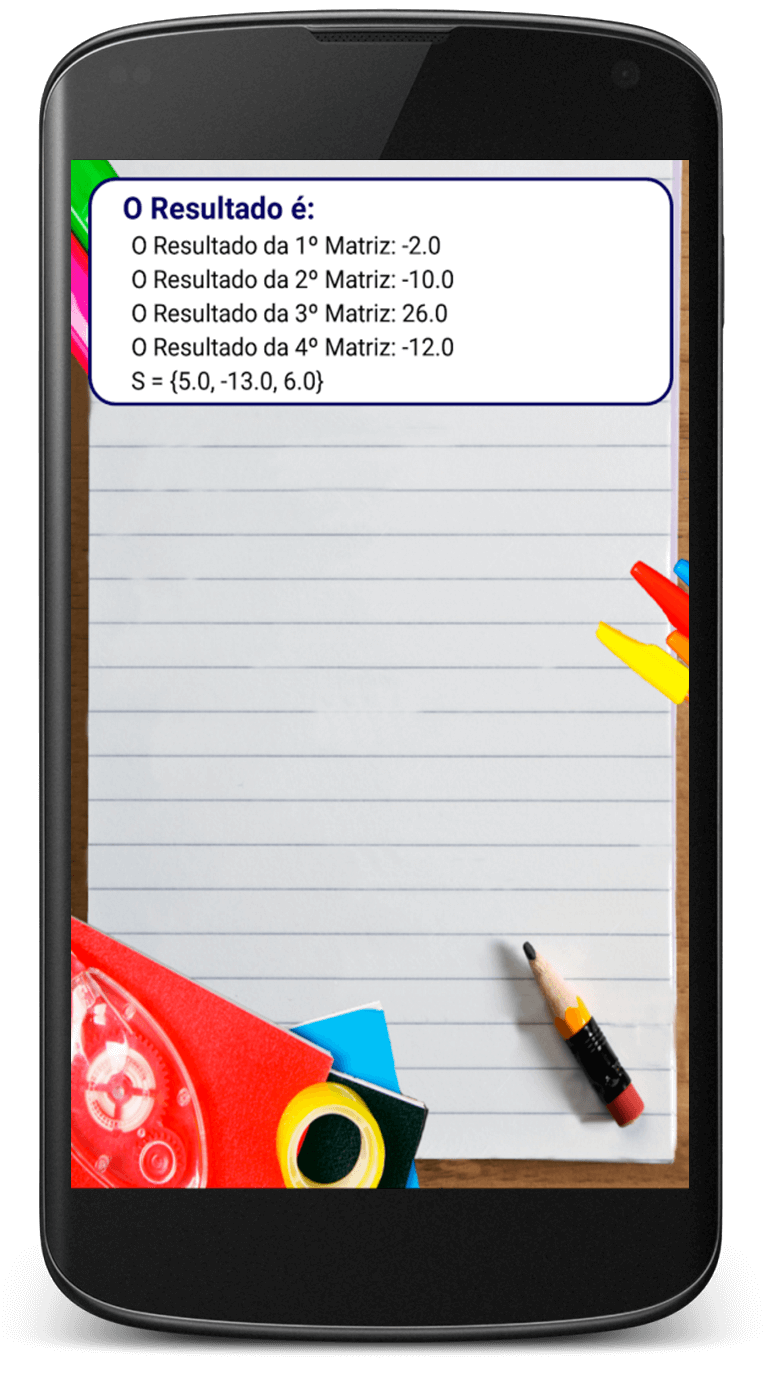 O Resultado é:
O Resultado da 1º Matriz: -2.0
O Resultado da 2º Matriz: -10.0
O Resultado da 3º Matriz: 26.0
O Resultado da 4º Matriz: -12.0
S = {5.0, -13.0, 6.0}